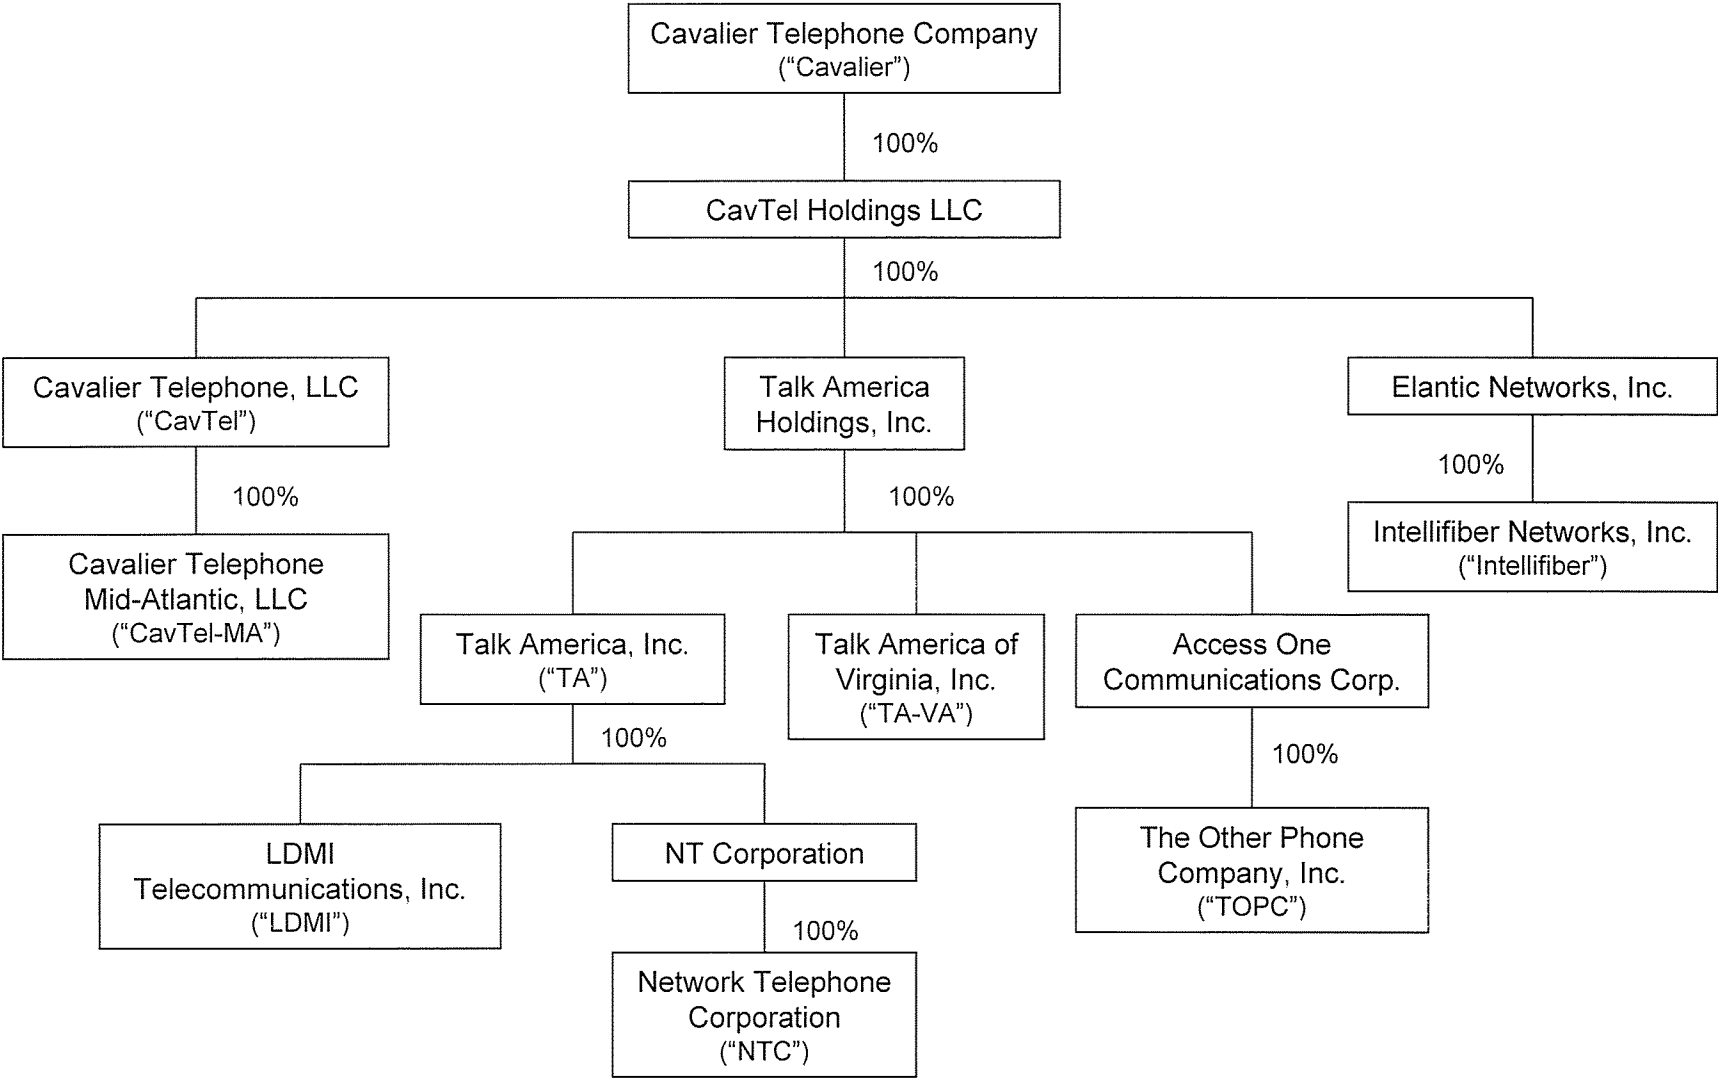 Cavalier Telephone Company
(“Cavalier”)
100%
CavTel Holdings LLC
100%
Cavalier Telephone, LLC
(“CavTel”)
Talk America
Holdings, Inc.
Elantic Networks, Inc.
100%
100%
100%
Cavalier Telephone
Mid-Atlantic, LLC
(“CavTel-MA”)
Intellifiber Networks, Inc.
(“Intellifiber”)
Talk America, Inc.
(“TA”)
Talk America of
Virginia, Inc.
(“TA-VA”)
Access One
Communications Corp.
100%
100%
LDMI
Telecommunications, Inc.
(“LDMI”)
NT Corporation
The Other Phone
Company, Inc.
(“TOPC”)
100%
Network Telephone
Corporation
(“NTC”)